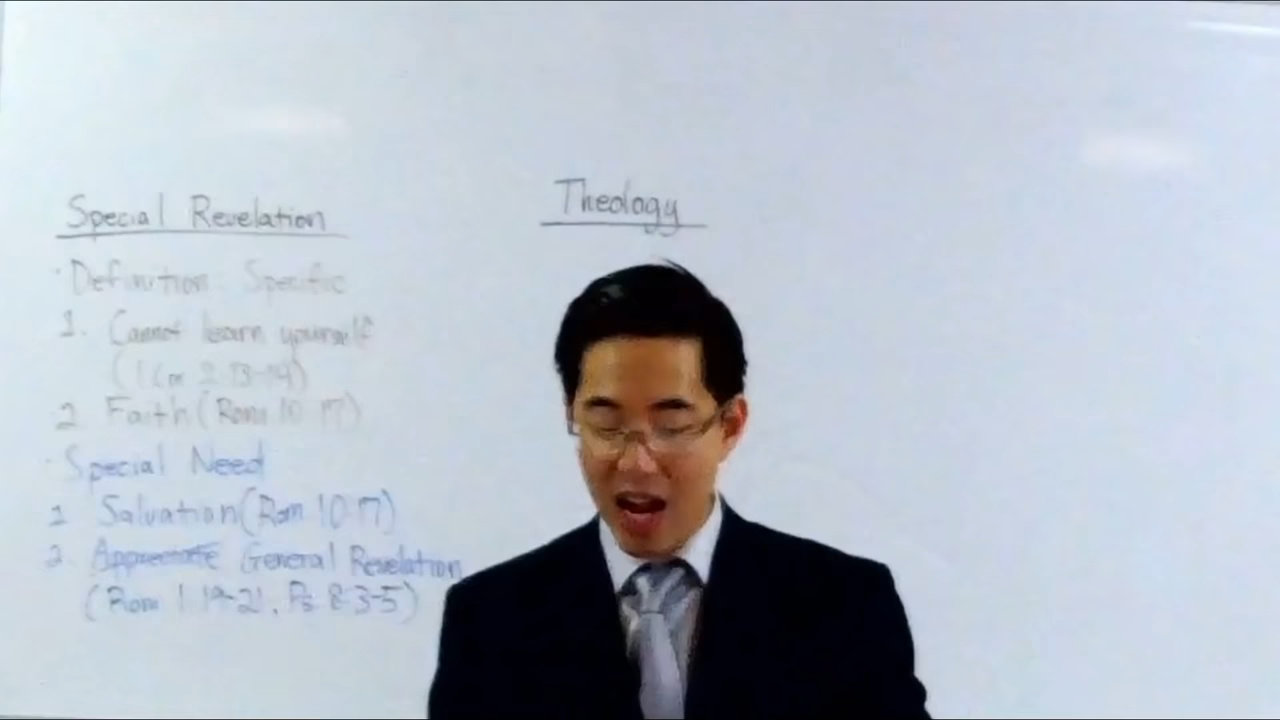 Theology
Special Revelation
· Definition: Specific
1. Cannot learn yourself
(1 Cor 2:13-14)
2 Faith (Rom 10:17)
· Special Need
1 Salvation (Rom 10:17)
2. Appreciate General Revelation
(Rom 1:19-21, Ps 8:3-5)